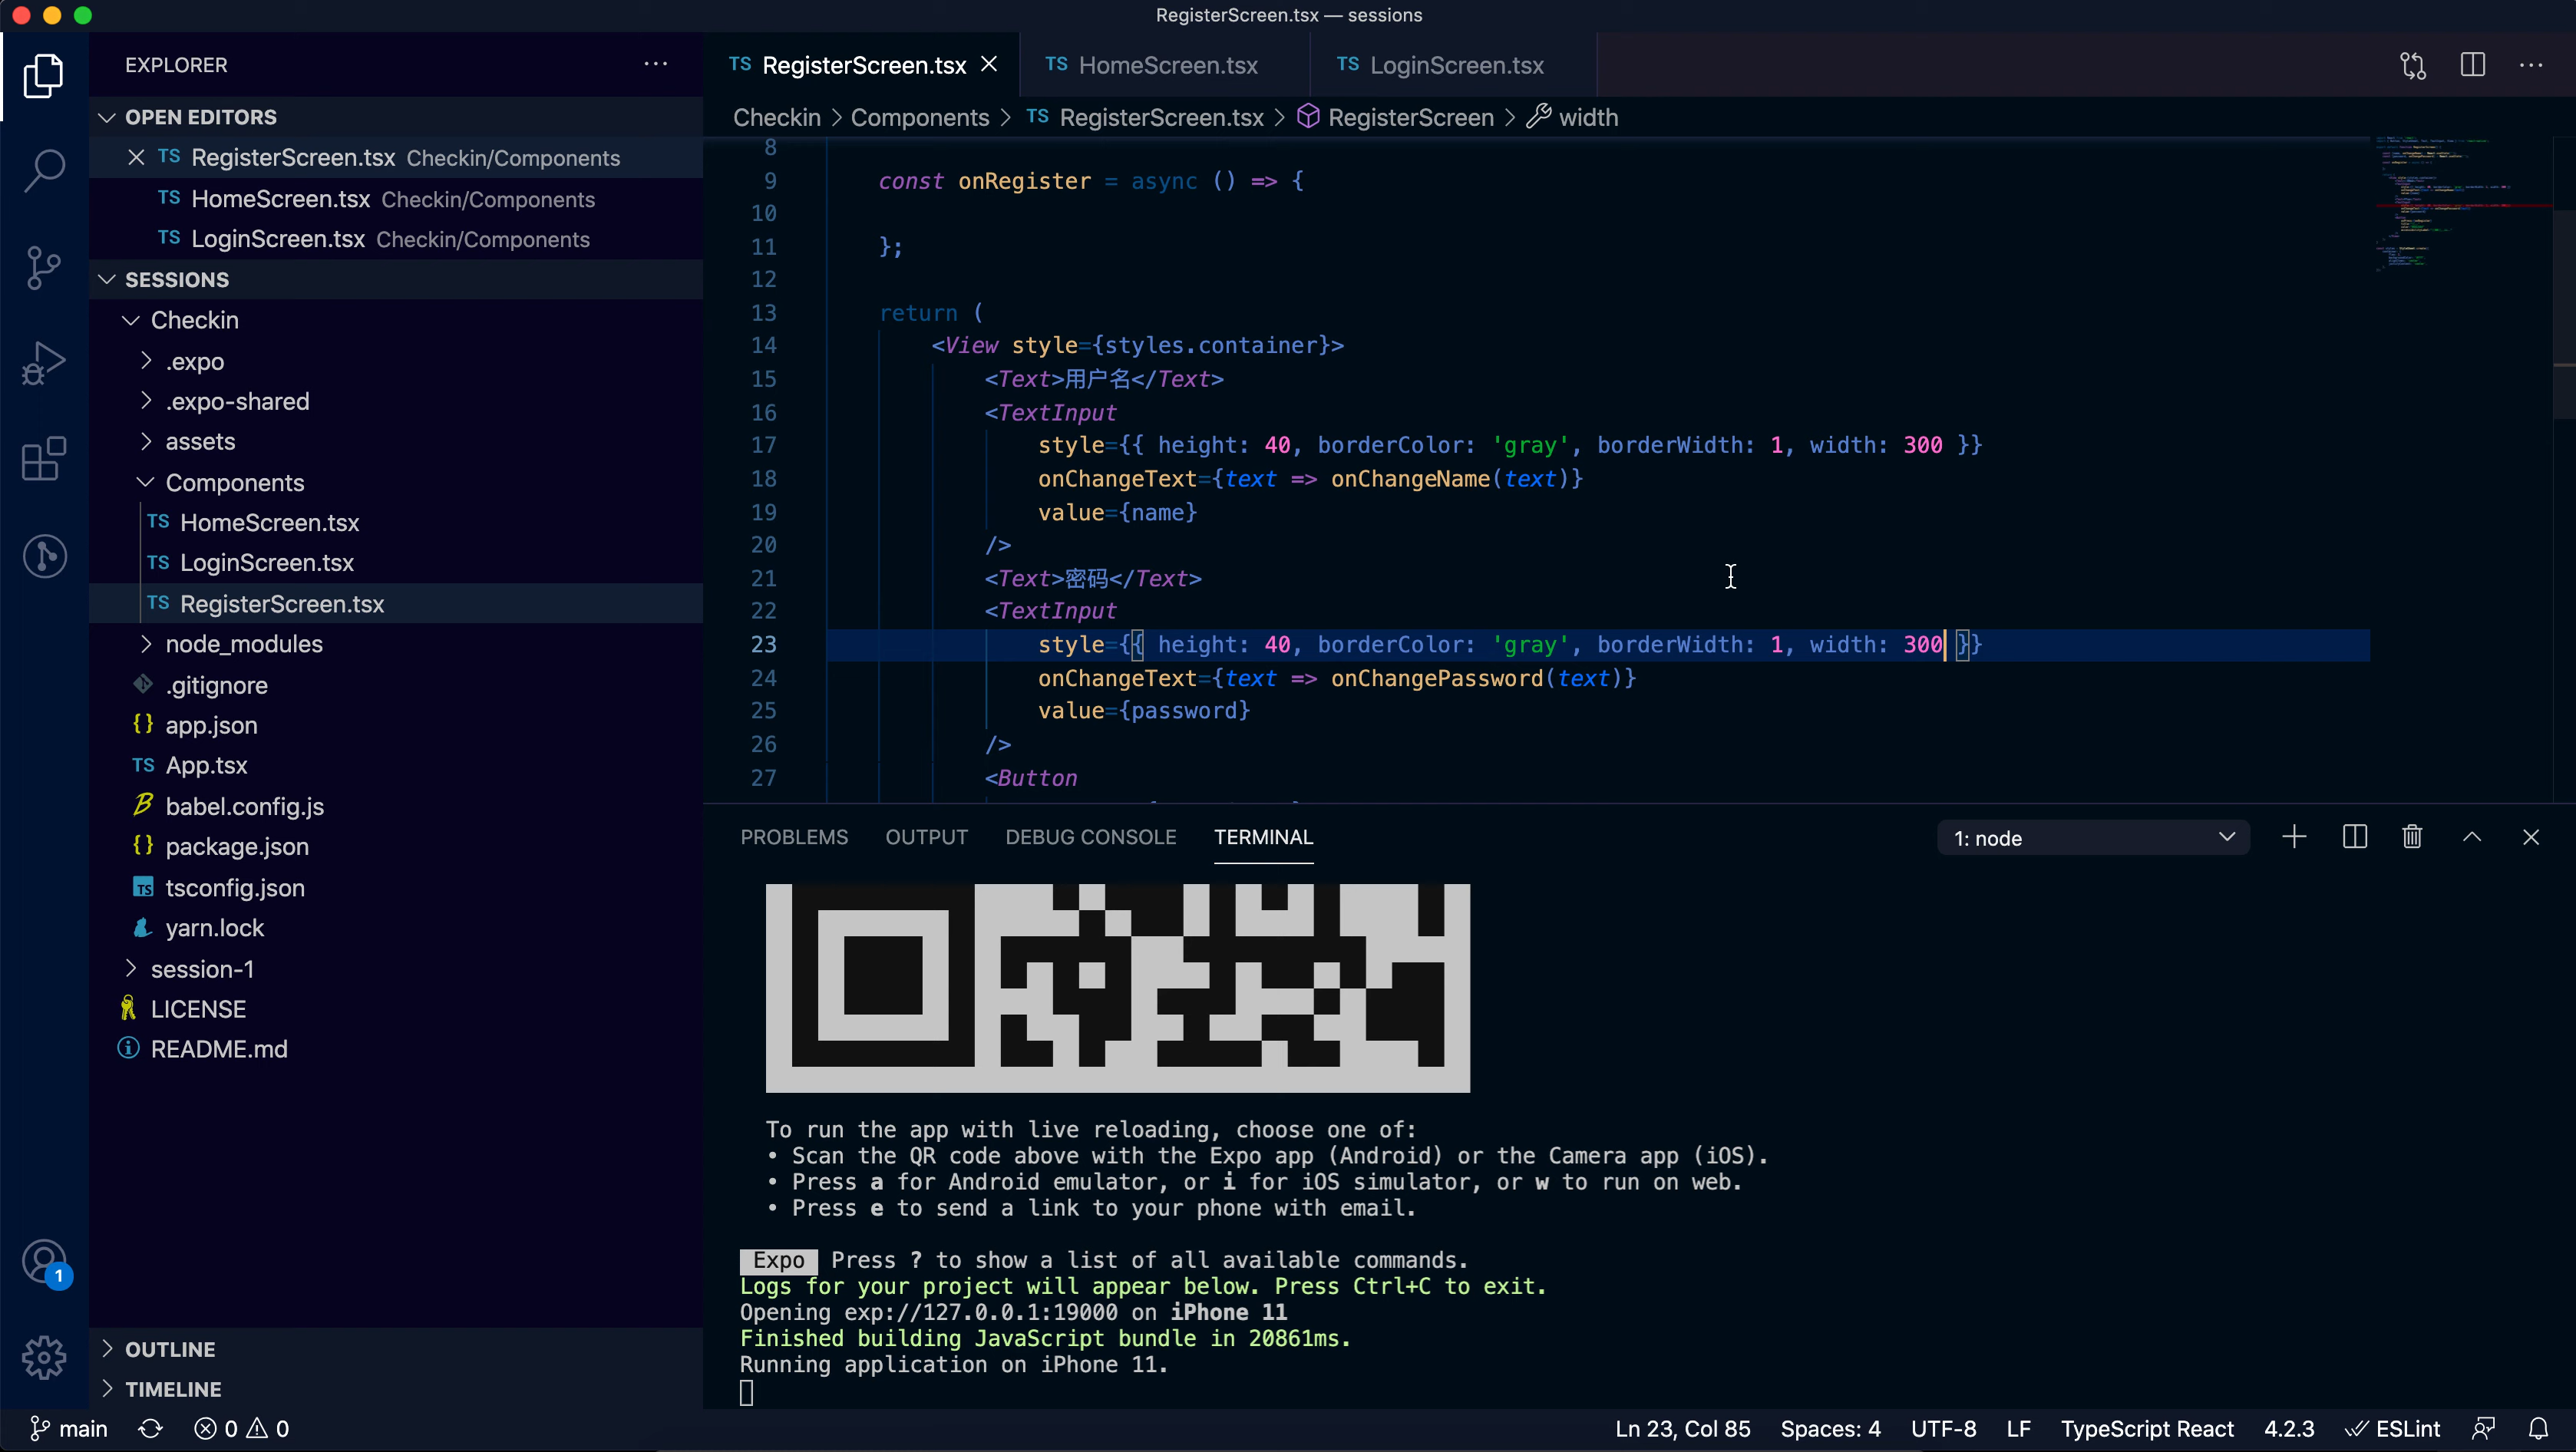 RegisterScreen.tsx — sessions
EXPLORER
OPEN EDITORS
TS RegisterScreen.tsx Checkin/Components
TS HomeScreen.tsx Checkin/Components
TS LoginScreen.tsx Checkin/Components
SESSIONS
Checkin
.expo
.expo-shared
assets
Components
TS HomeScreen.tsx
TS LoginScreen.tsx
TS RegisterScreen.tsx
node_modules
.gitignore
{} app.json
TS App.tsx
babel.config.js
{} package.json
TS tsconfig.json
yarn.lock
session-1
LICENSE
README.md
OUTLINE
TIMELINE
1
TS RegisterScreen.tsx TS HomeScreen.tsx TS LoginScreen.tsx
Checkin > Components > TS RegisterScreen.tsx > RegisterScreen > width
8
9 const onRegister = async () => {
10
11 };
12
13 return (
14 <View style={styles.container}>
15 <Text>用户名</Text>
16 <TextInput
17 style={{ height: 40, borderColor: 'gray', borderWidth: 1, width: 300 }}
18 onChangeText={text => onChangeName(text)}
19 value={name}
20 />
21 <Text>密码</Text>
22 <TextInput
23 style={{ height: 40, borderColor: 'gray', borderWidth: 1, width: 300 }}
24 onChangeText={text => onChangePassword(text)}
25 value={password}
26 />
27 <Button
PROBLEMS OUTPUT DEBUG CONSOLE TERMINAL 1: node
To run the app with live reloading, choose one of:
• Scan the QR code above with the Expo app (Android) or the Camera app (iOS).
• Press a for Android emulator, or i for iOS simulator, or w to run on web.
• Press e to send a link to your phone with email.
Expo Press ? to show a list of all available commands.
Logs for your project will appear below. Press Ctrl+C to exit.
Opening exp://127.0.0.1:19000 on iPhone 11
Finished building JavaScript bundle in 20861ms.
Running application on iPhone 11.
main 0 0 Ln 23, Col 85 Spaces: 4 UTF-8 LF TypeScript React 4.2.3 ESLint